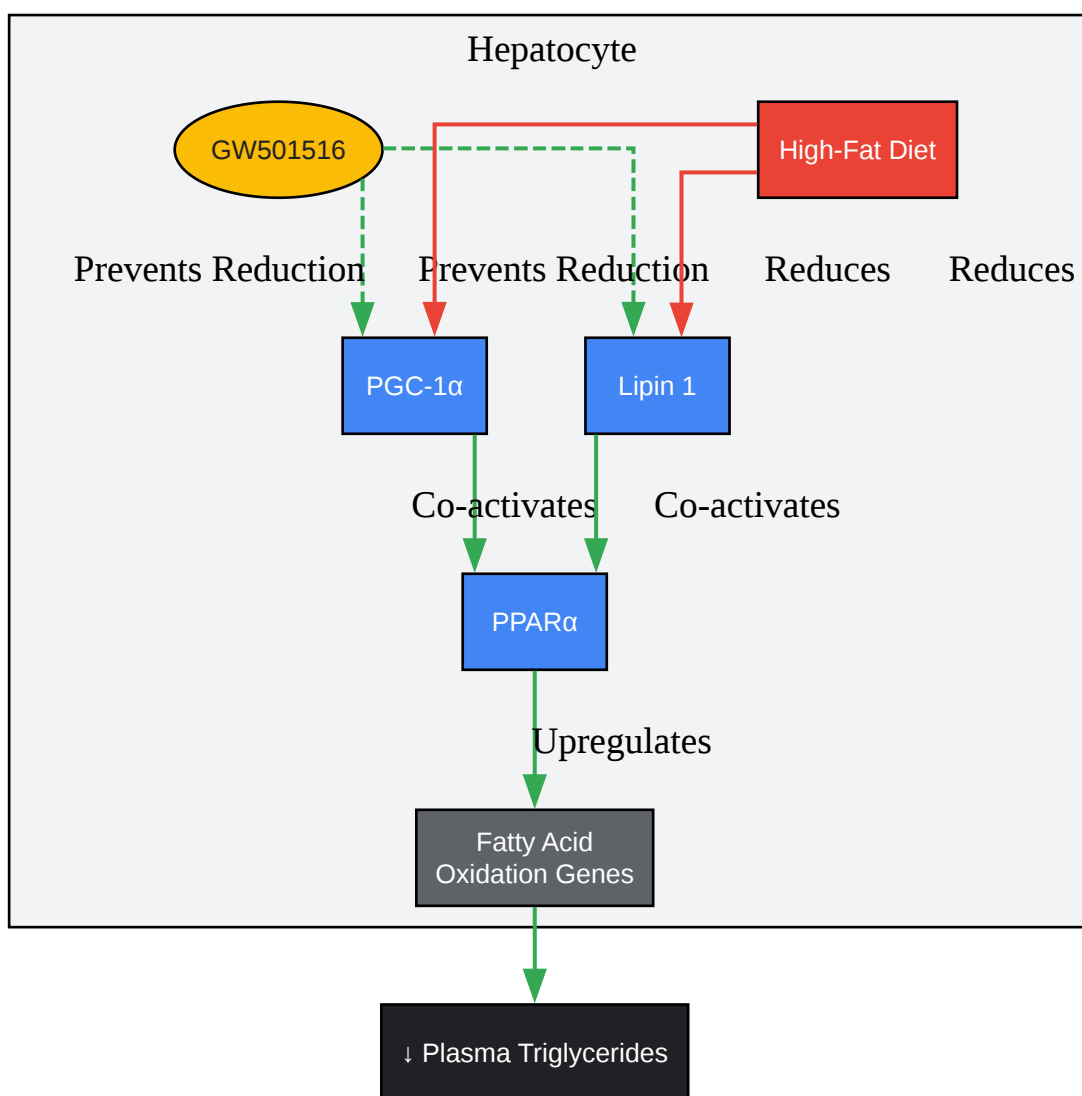 Hepatocyte
GW501516
High-Fat Diet
Prevents Reduction
Prevents Reduction
Reduces
Reduces
PGC-1α
Lipin 1
Co-activates
Co-activates
PPARα
Upregulates
Fatty Acid
Oxidation Genes
↓ Plasma Triglycerides